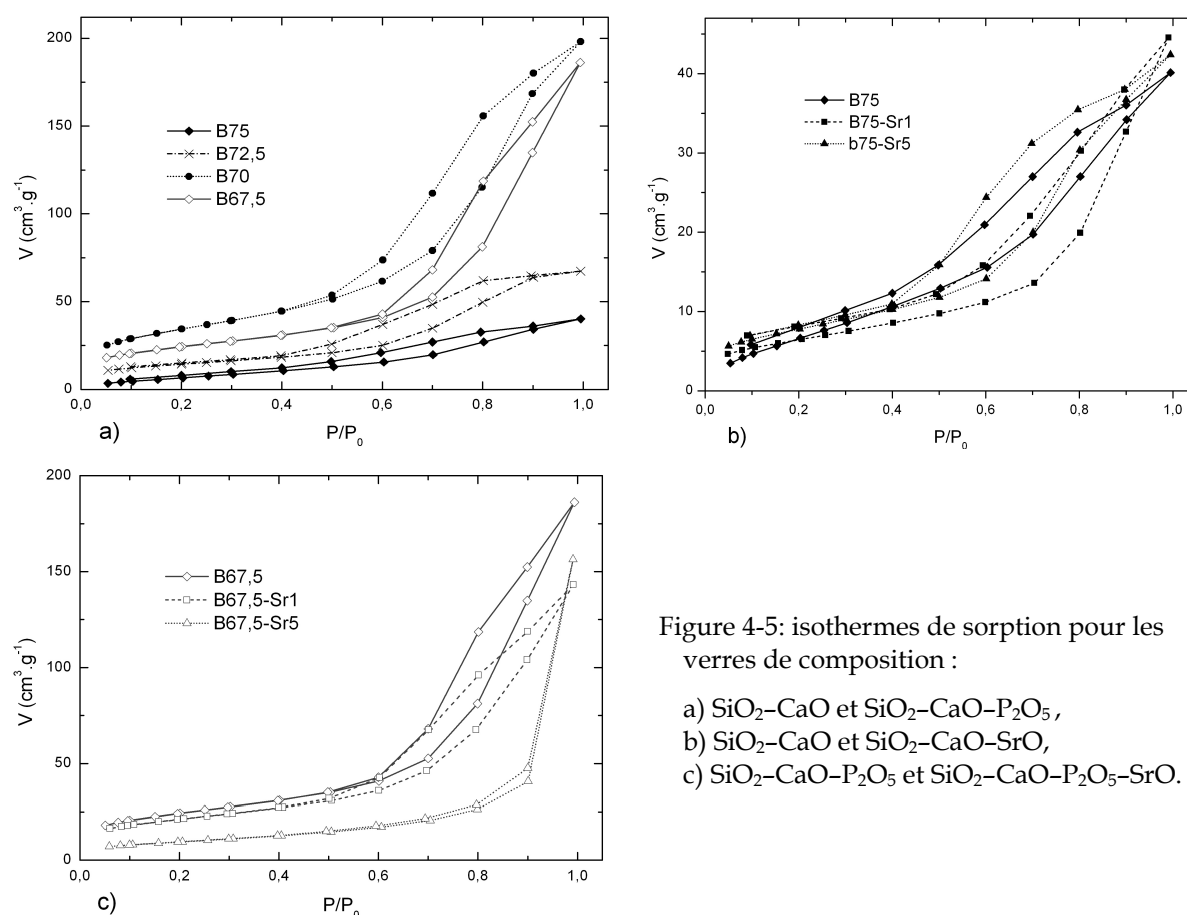 200
150
100
50
0
V (cm³.g⁻¹)
B75
B72,5
B70
B67,5
0,0 0,2 0,4 0,6 0,8 1,0
a)
P/P₀
40
30
20
10
0
V (cm³.g⁻¹)
B75
B75-Sr1
b75-Sr5
0,0 0,2 0,4 0,6 0,8 1,0
b)
P/P₀
200
150
100
50
0
V (cm³.g⁻¹)
B67,5
B67,5-Sr1
B67,5-Sr5
0,0 0,2 0,4 0,6 0,8 1,0
c)
P/P₀
Figure 4-5: isothermes de sorption pour les
verres de composition :
a) SiO₂–CaO et SiO₂–CaO–P₂O₅ ,
b) SiO₂–CaO et SiO₂–CaO–SrO,
c) SiO₂–CaO–P₂O₅ et SiO₂–CaO–P₂O₅–SrO.